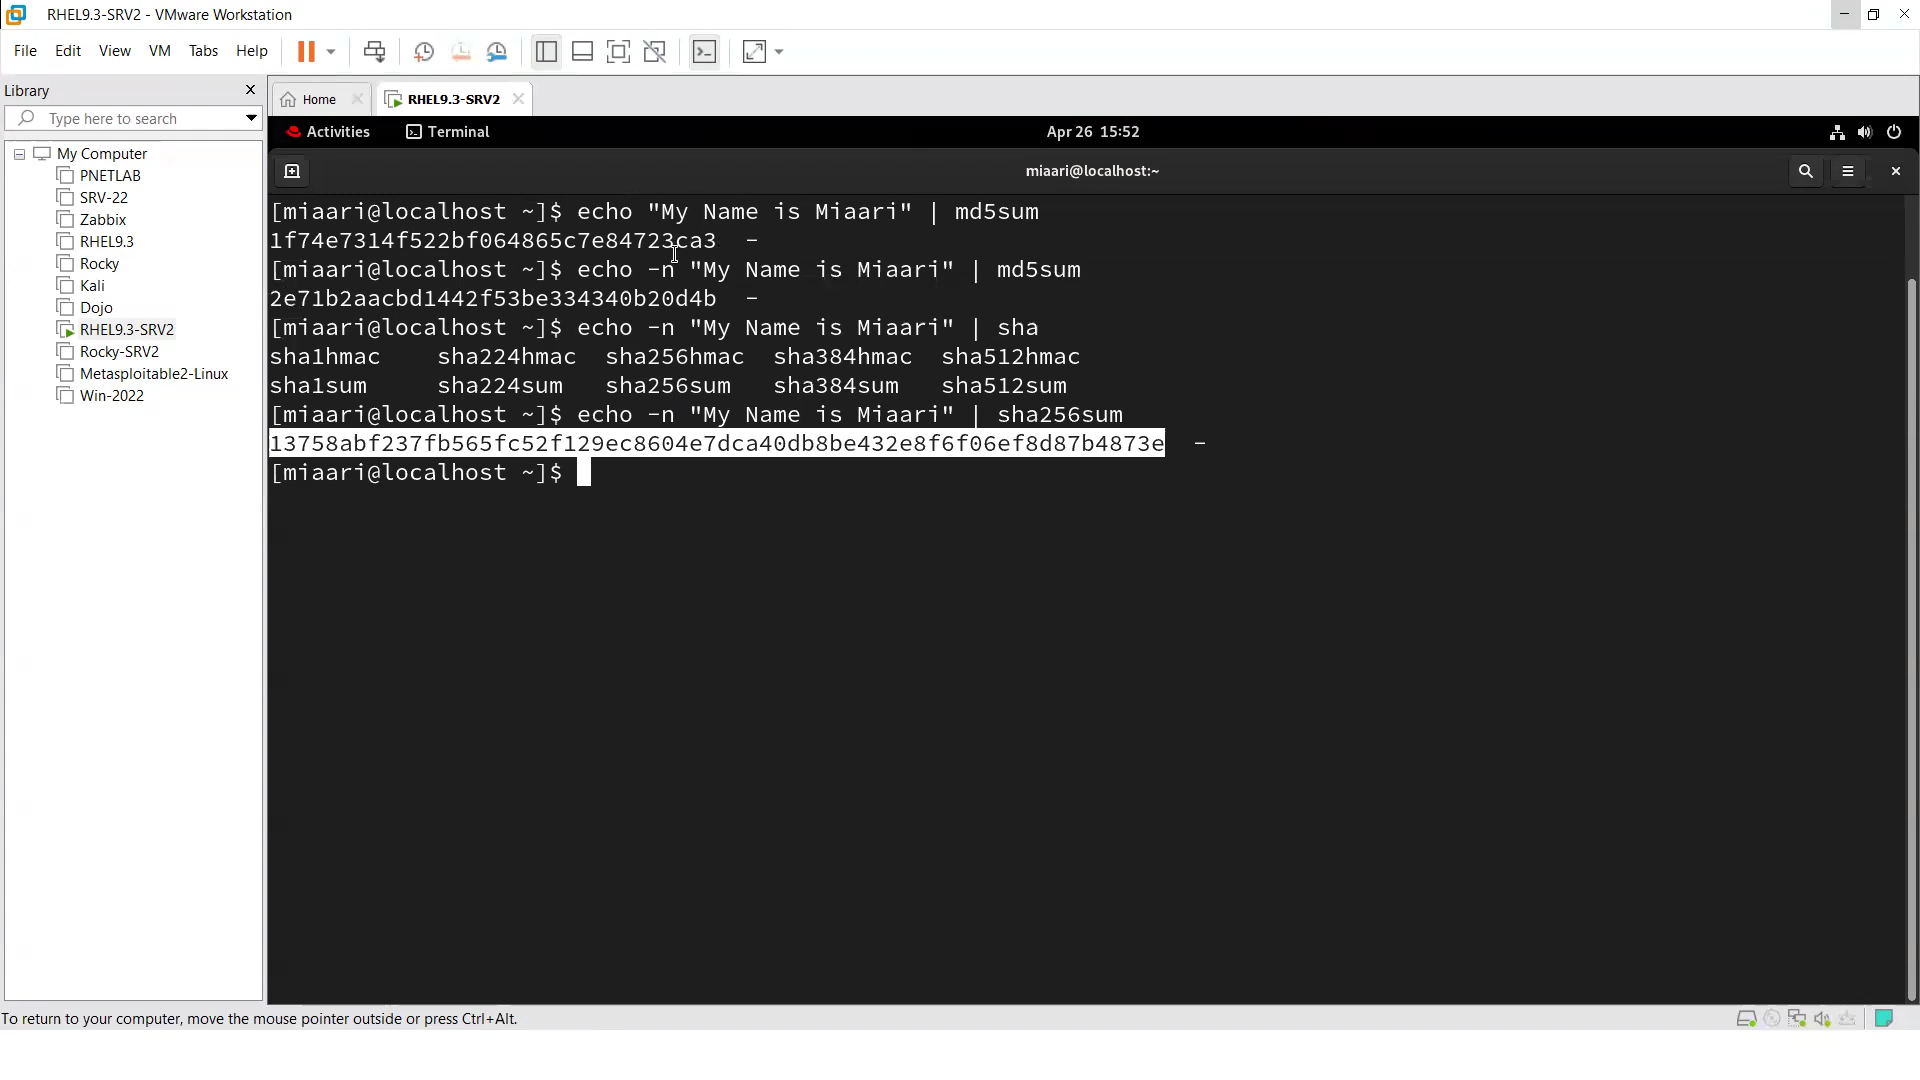 RHEL9.3-SRV2 - VMware Workstation
File Edit View VM Tabs Help
Library
Type here to search
My Computer
PNETLAB
SRV-22
Zabbix
RHEL9.3
Rocky
Kali
Dojo
RHEL9.3-SRV2
Rocky-SRV2
Metasploitable2-Linux
Win-2022
Home RHEL9.3-SRV2
Activities Terminal Apr 26 15:52
miaari@localhost:~
[miaari@localhost ~]$ echo "My Name is Miaari" | md5sum
1f74e7314f522bf064865c7e84723ca3 -
[miaari@localhost ~]$ echo -n "My Name is Miaari" | md5sum
2e71b2aacbd1442f53be334340b20d4b -
[miaari@localhost ~]$ echo -n "My Name is Miaari" | sha
sha1hmac sha224hmac sha256hmac sha384hmac sha512hmac
sha1sum sha224sum sha256sum sha384sum sha512sum
[miaari@localhost ~]$ echo -n "My Name is Miaari" | sha256sum
13758abf237fb565fc52f129ec8604e7dca40db8be432e8f6f06ef8d87b4873e -
[miaari@localhost ~]$
To return to your computer, move the mouse pointer outside or press Ctrl+Alt.